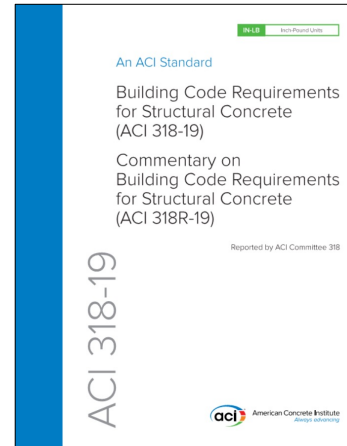 IN-LB Inch-Pound Units
An ACI Standard
Building Code Requirements
for Structural Concrete
(ACI 318-19)
Commentary on
Building Code Requirements
for Structural Concrete
(ACI 318R-19)
Reported by ACI Committee 318
ACI 318-19
aci American Concrete Institute
Always advancing